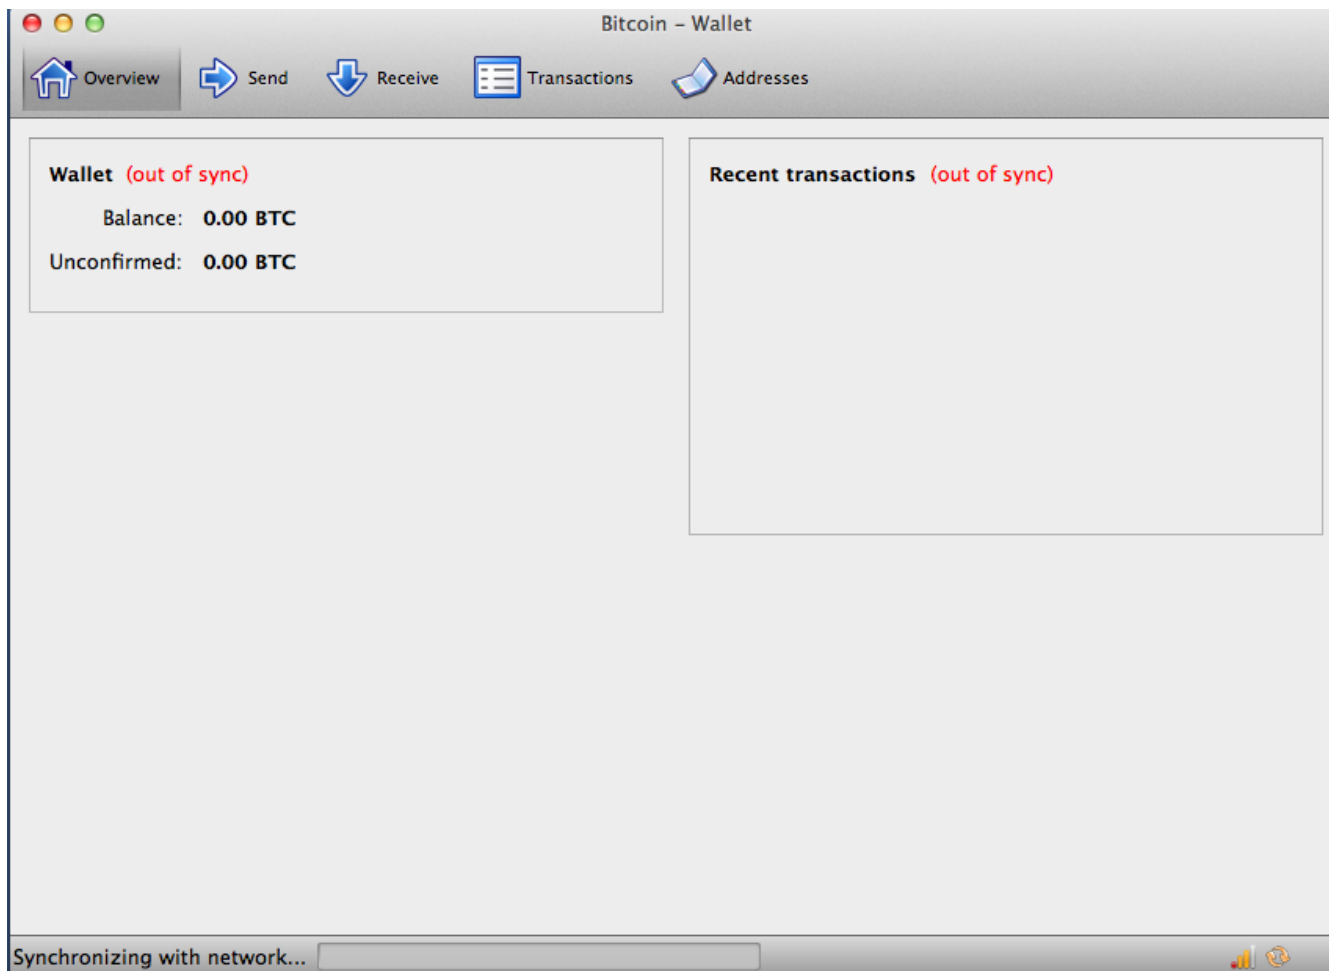 Bitcoin – Wallet
Overview Send Receive Transactions Addresses
Wallet (out of sync)
Balance: 0.00 BTC
Unconfirmed: 0.00 BTC
Recent transactions (out of sync)
Synchronizing with network...